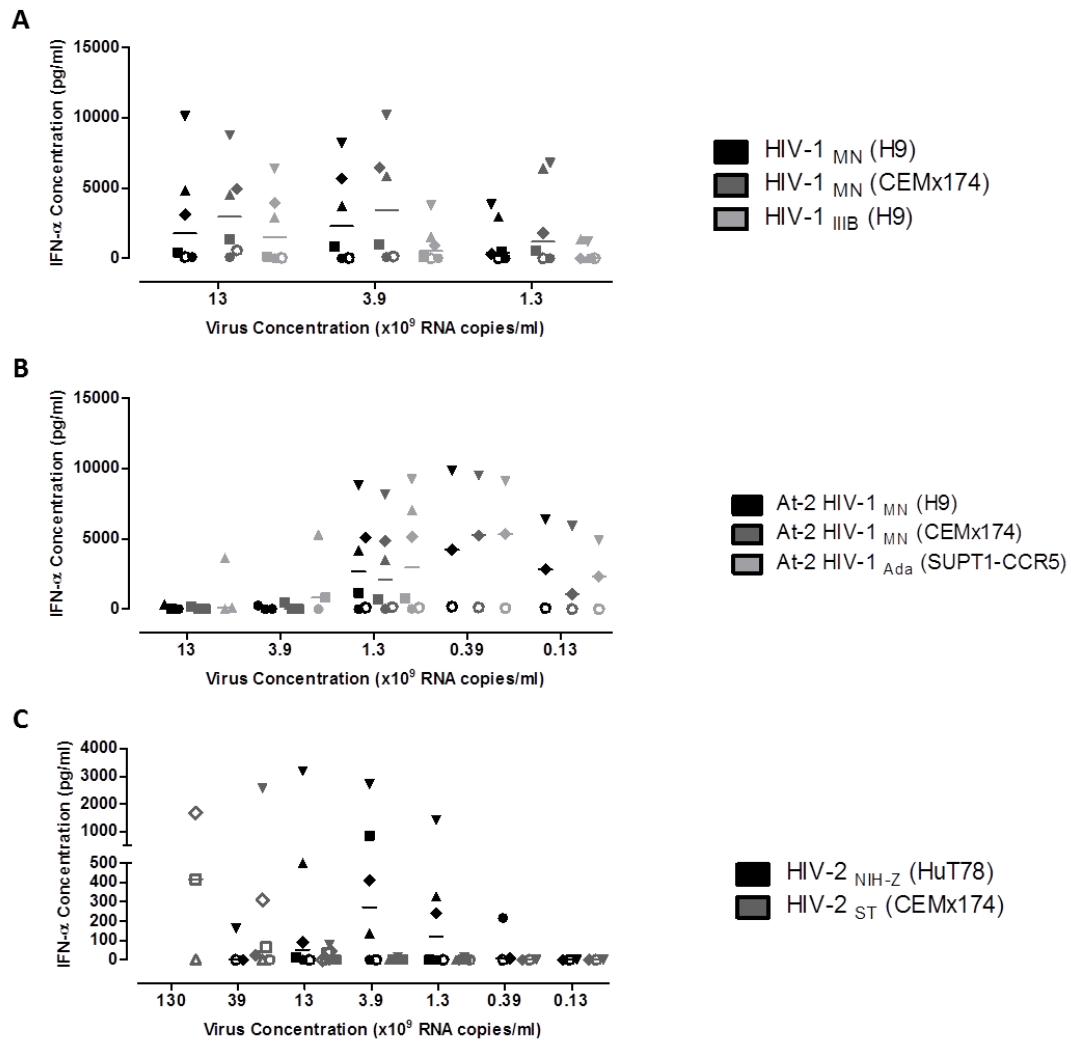 A
IFN-α Concentration (pg/ml)
15000
10000
5000
0
13 3.9 1.3
Virus Concentration (x10⁹ RNA copies/ml)
HIV-1 MN (H9)
HIV-1 MN (CEMx174)
HIV-1 IIIB (H9)
B
IFN-α Concentration (pg/ml)
15000
10000
5000
0
13 3.9 1.3 0.39 0.13
Virus Concentration (x10⁹ RNA copies/ml)
At-2 HIV-1 MN (H9)
At-2 HIV-1 MN (CEMx174)
At-2 HIV-1 Ada (SUPT1-CCR5)
C
IFN-α Concentration (pg/ml)
4000
3000
2000
1000
500
400
300
200
100
0
130 39 13 3.9 1.3 0.39 0.13
Virus Concentration (x10⁹ RNA copies/ml)
HIV-2 NIH-Z (HuT78)
HIV-2 ST (CEMx174)